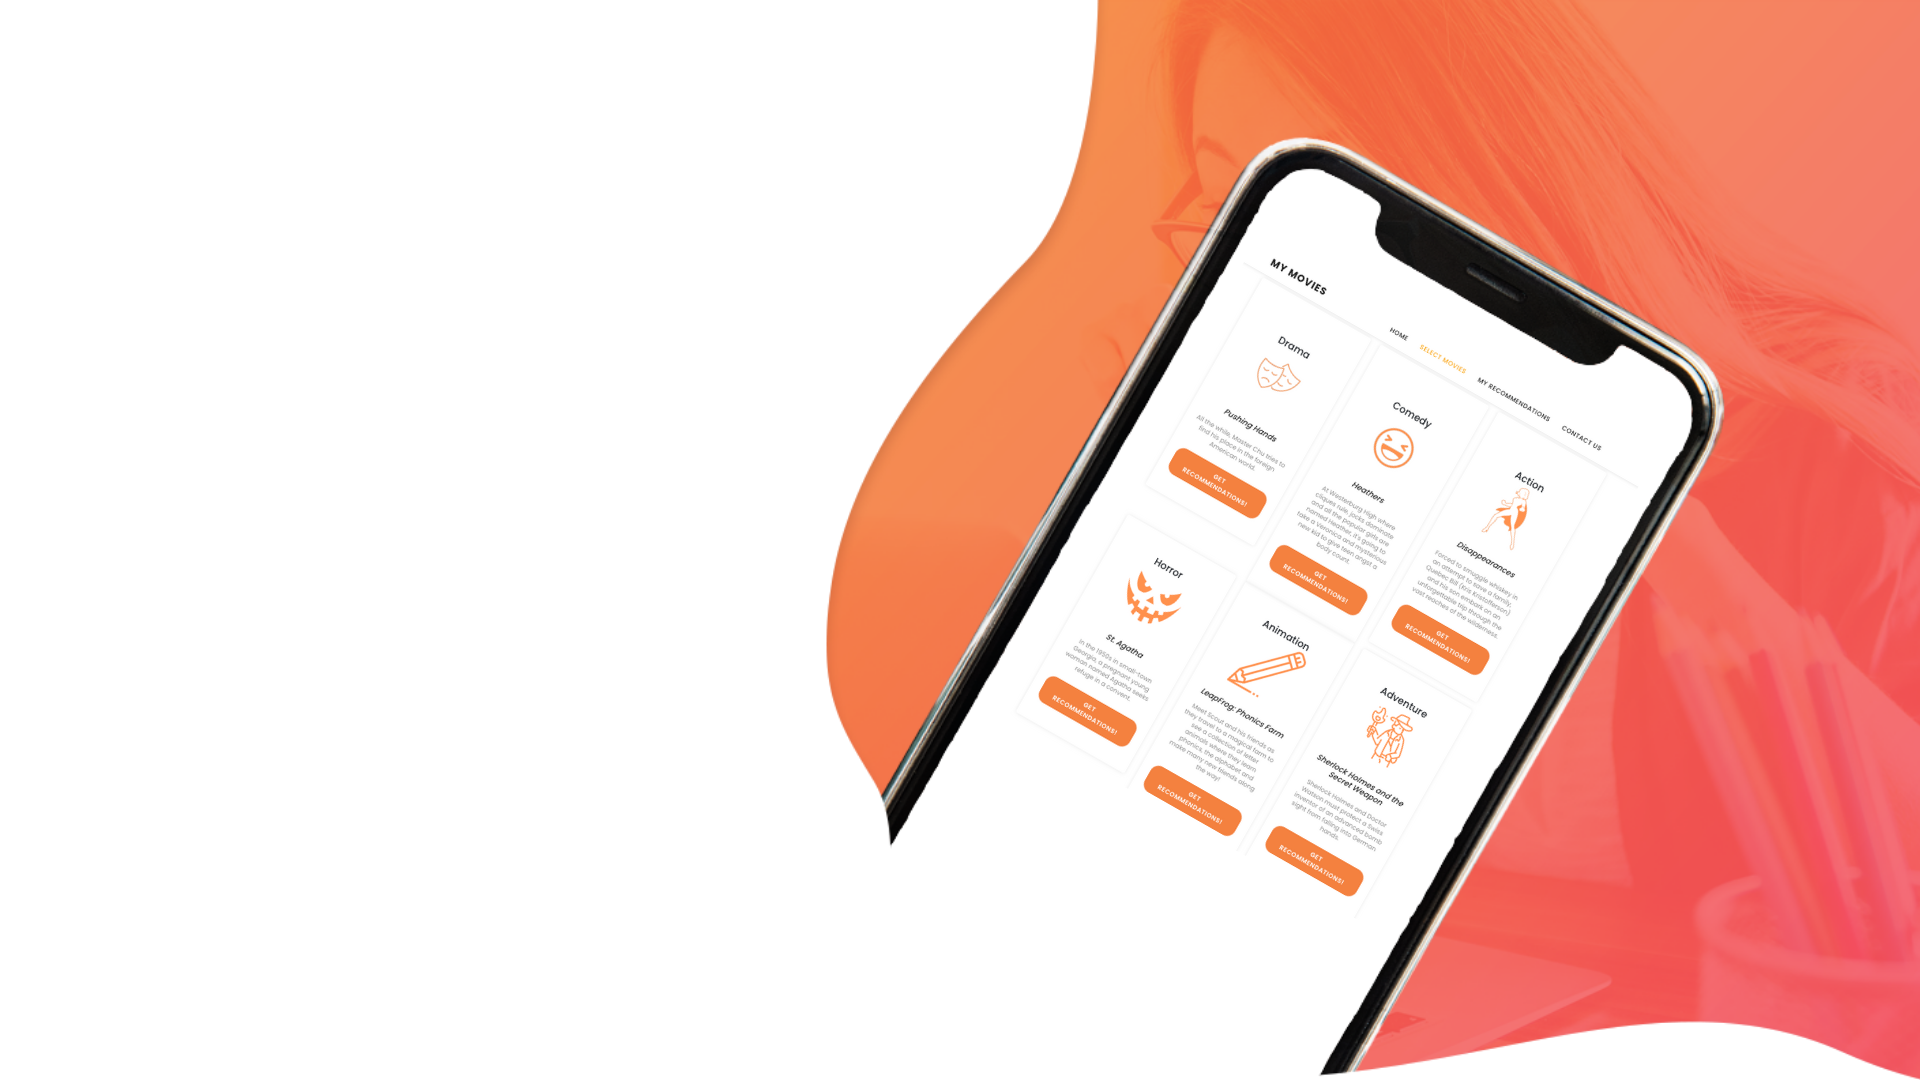 MY MOVIES
HOME
SELECT MOVIES
MY RECOMMENDATIONS
CONTACT US
Drama
Pushing Hands
All the while, Master Chu tries to
find his place in the foreign
American world.
GET
RECOMMENDATIONS!
Comedy
Heathers
At Westerburg High where
cliques rule, jocks dominate
and all the popular girls are
named Heather, it's going to
take a Veronica and mysterious
new kid to give teen angst a
body count.
GET
RECOMMENDATIONS!
Action
Disappearances
Forced to smuggle whiskey in
an attempt to save a family,
Quebec Bill (Kris Kristofferson)
and his son embark on an
unforgettable trip through the
vast reaches of the wilderness.
GET
RECOMMENDATIONS!
Horror
St. Agatha
In the 1950s in small-town
Georgia, a pregnant young
woman named Agatha seeks
refuge in a convent.
GET
RECOMMENDATIONS!
Animation
LeapFrog: Phonics Farm
Meet Scout and his friends as
they travel to a magical farm to
see a collection of letter
animals where they learn
phonics, the alphabet and
make many new friends along
the way!
GET
RECOMMENDATIONS!
Adventure
Sherlock Holmes and the
Secret Weapon
Sherlock Holmes and Doctor
Watson must protect a Swiss
inventor of an advanced bomb
sight from falling into German
hands.
GET
RECOMMENDATIONS!